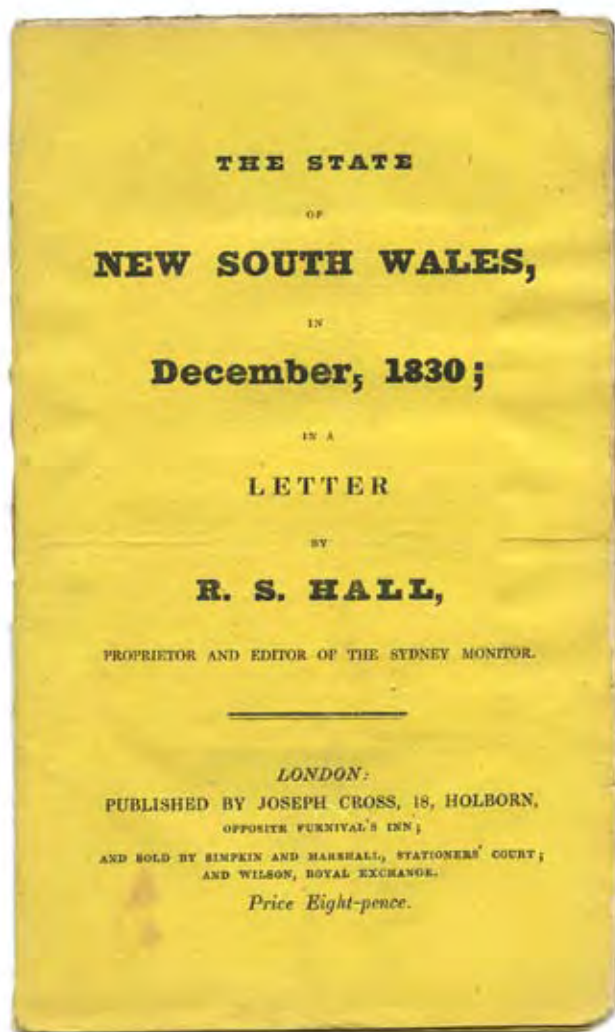 THE STATE
OF
NEW SOUTH WALES,
IN
December, 1830;
IN A
LETTER
BY
R. S. HALL,
PROPRIETOR AND EDITOR OF THE SYDNEY MONITOR.
LONDON:
PUBLISHED BY JOSEPH CROSS, 18, HOLBORN,
OPPOSITE FURNIVAL'S INN;
AND SOLD BY SIMPKIN AND MARSHALL, STATIONERS' COURT;
AND WILSON, ROYAL EXCHANGE.
Price Eight-pence.